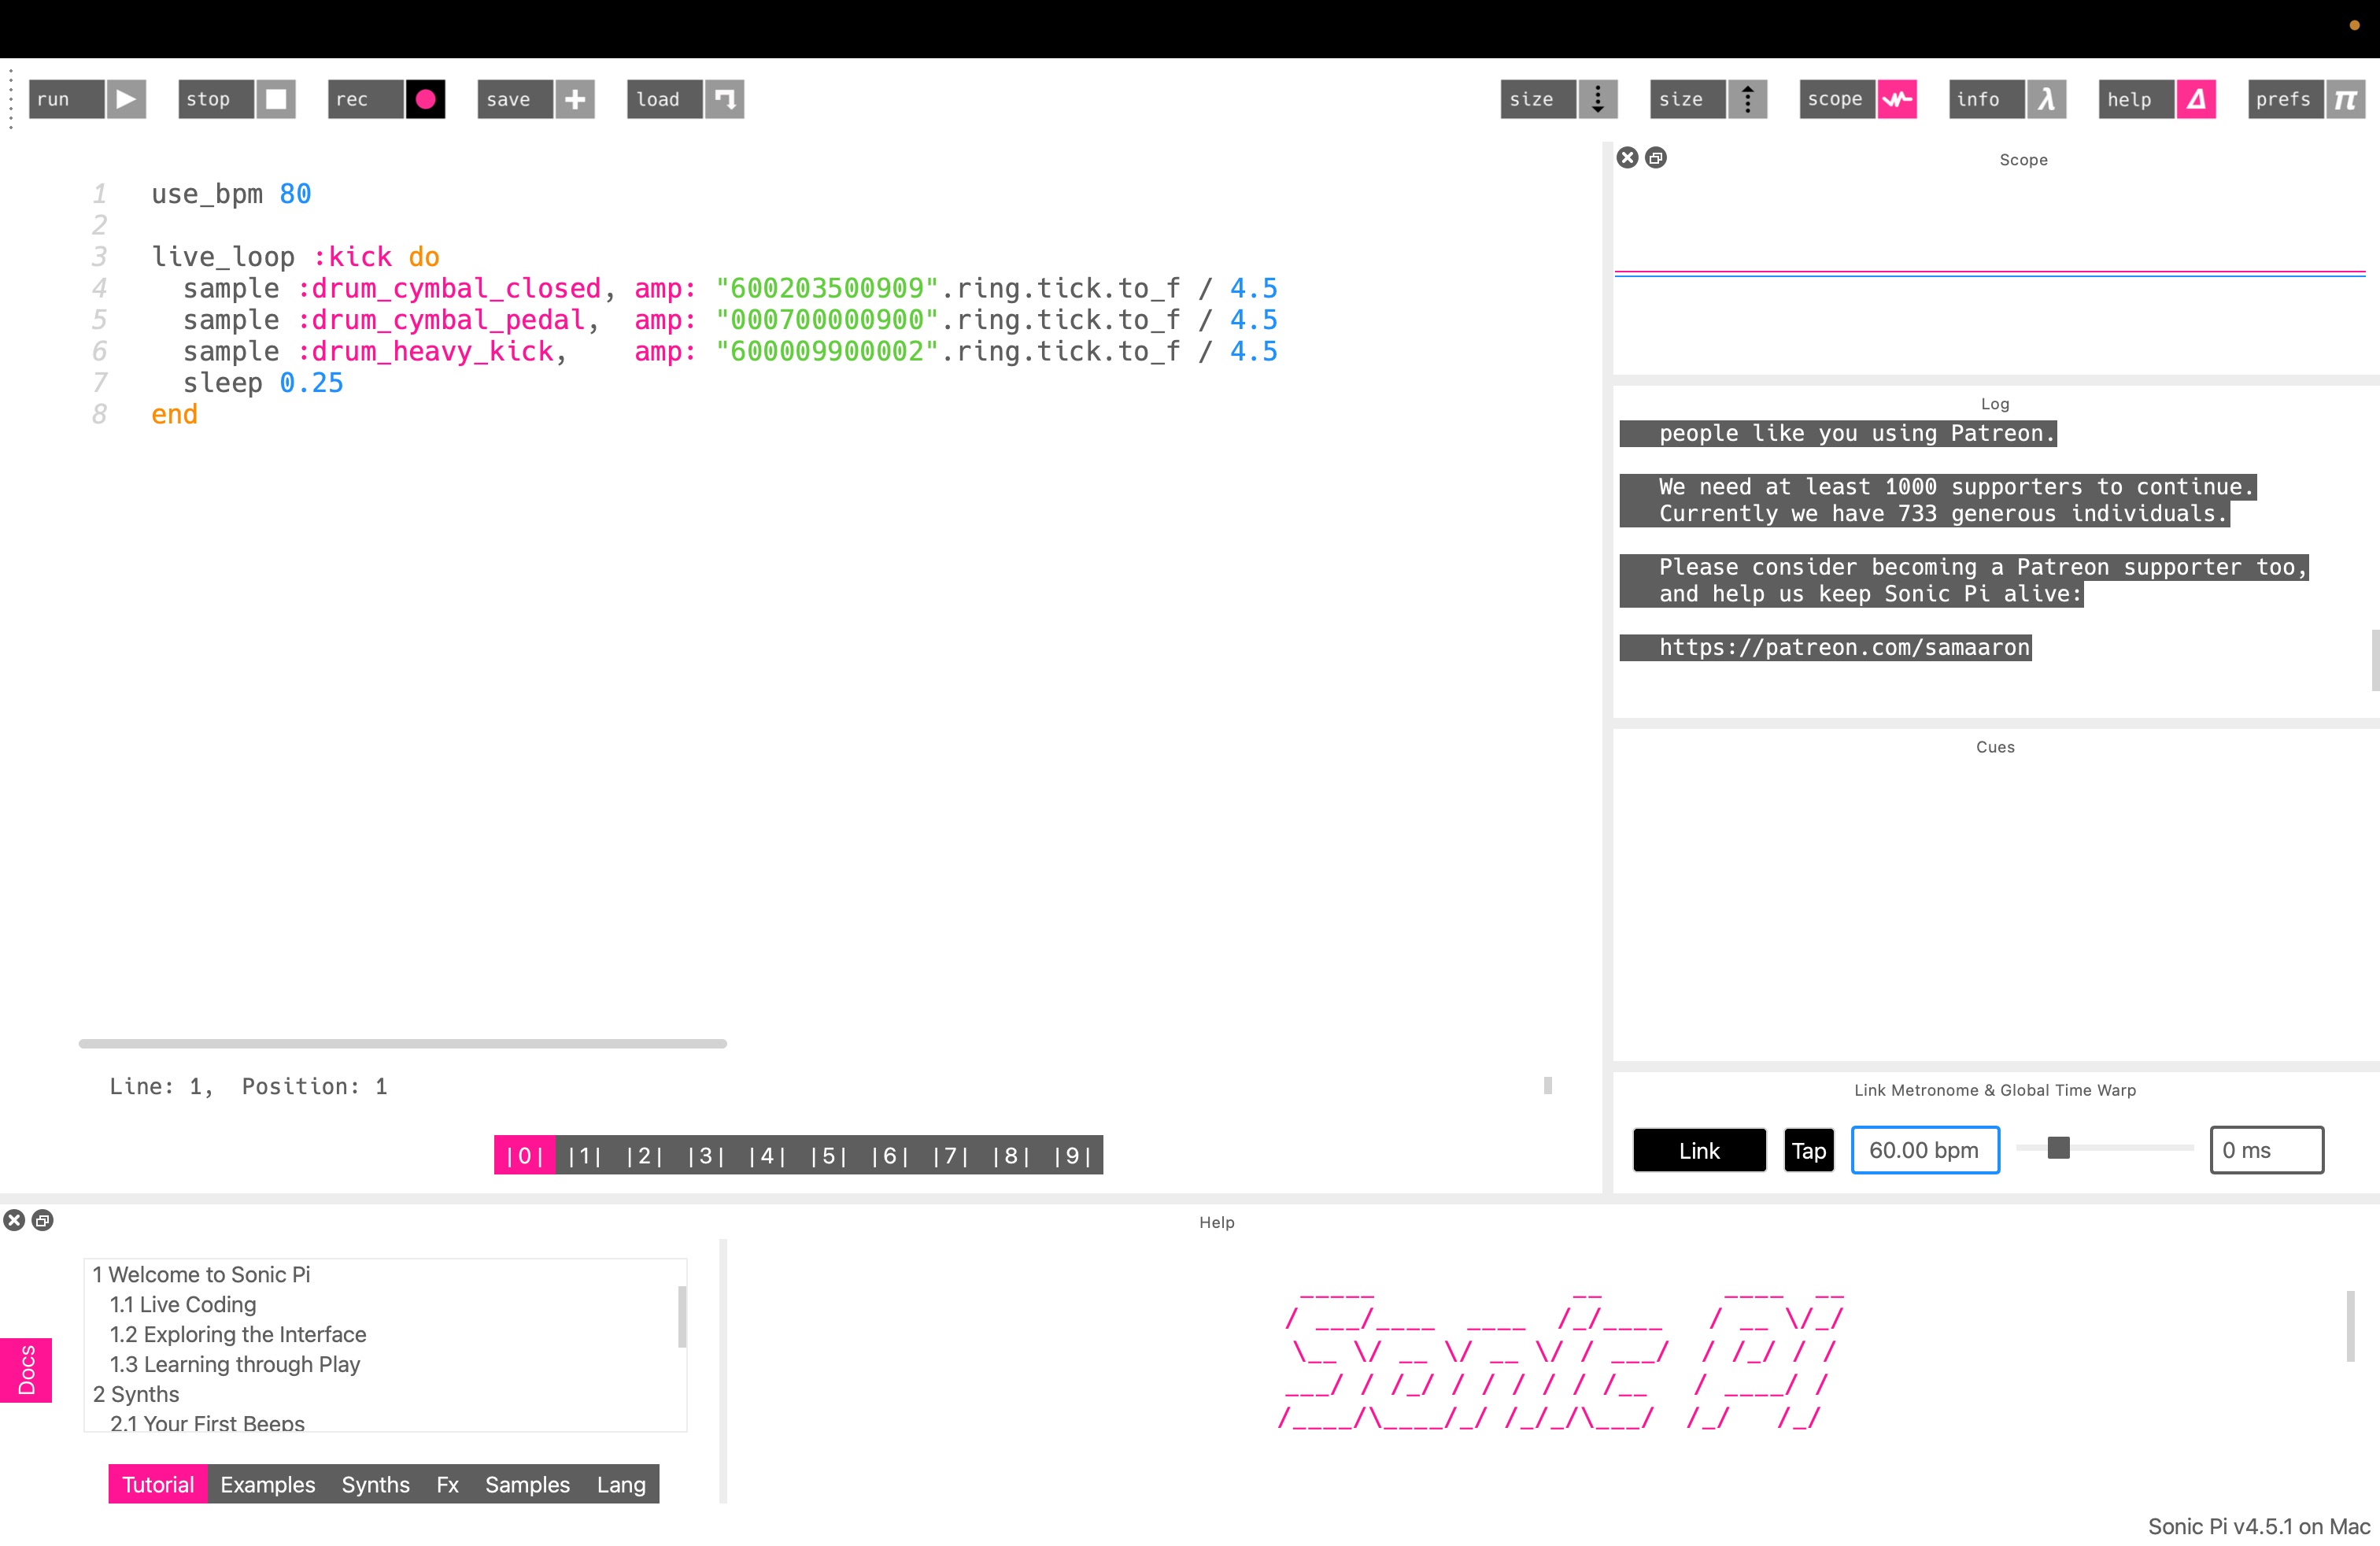 run
stop
rec
save
load
size
size
scope
info
help
prefs
1 use_bpm 80
2
3 live_loop :kick do
4 sample :drum_cymbal_closed, amp: "600203500909".ring.tick.to_f / 4.5
5 sample :drum_cymbal_pedal, amp: "000700000900".ring.tick.to_f / 4.5
6 sample :drum_heavy_kick, amp: "600009900002".ring.tick.to_f / 4.5
7 sleep 0.25
8 end
Line: 1, Position: 1
|0| |1| |2| |3| |4| |5| |6| |7| |8| |9|
Scope
Log
people like you using Patreon.
We need at least 1000 supporters to continue.
Currently we have 733 generous individuals.
Please consider becoming a Patreon supporter too,
and help us keep Sonic Pi alive:
https://patreon.com/samaaron
Cues
Link Metronome & Global Time Warp
Link Tap 60.00 bpm 0 ms
Help
Docs
1 Welcome to Sonic Pi
1.1 Live Coding
1.2 Exploring the Interface
1.3 Learning through Play
2 Synths
2.1 Your First Beeps
Tutorial Examples Synths Fx Samples Lang
Sonic Pi
Sonic Pi v4.5.1 on Mac